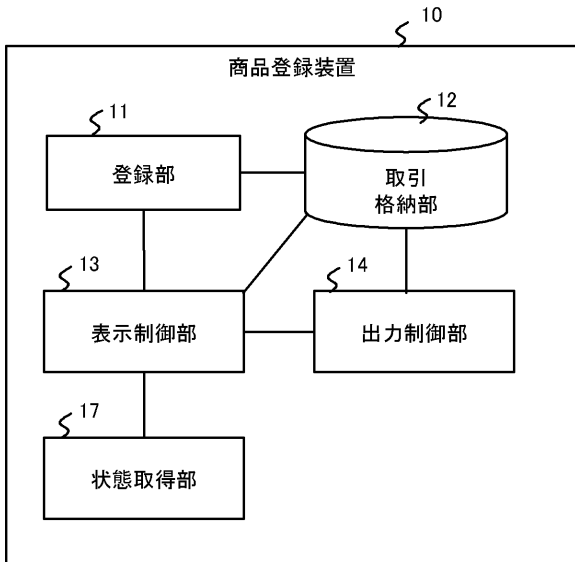 10
商品登録装置
11
登録部
12
取引
格納部
13
表示制御部
14
出力制御部
17
状態取得部